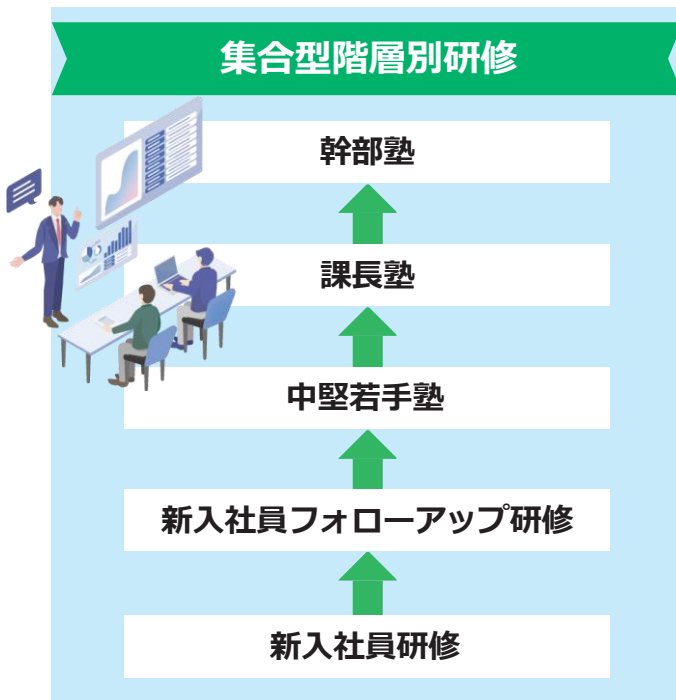 集合型階層別研修
幹部塾
課長塾
中堅若手塾
新入社員フォローアップ研修
新入社員研修